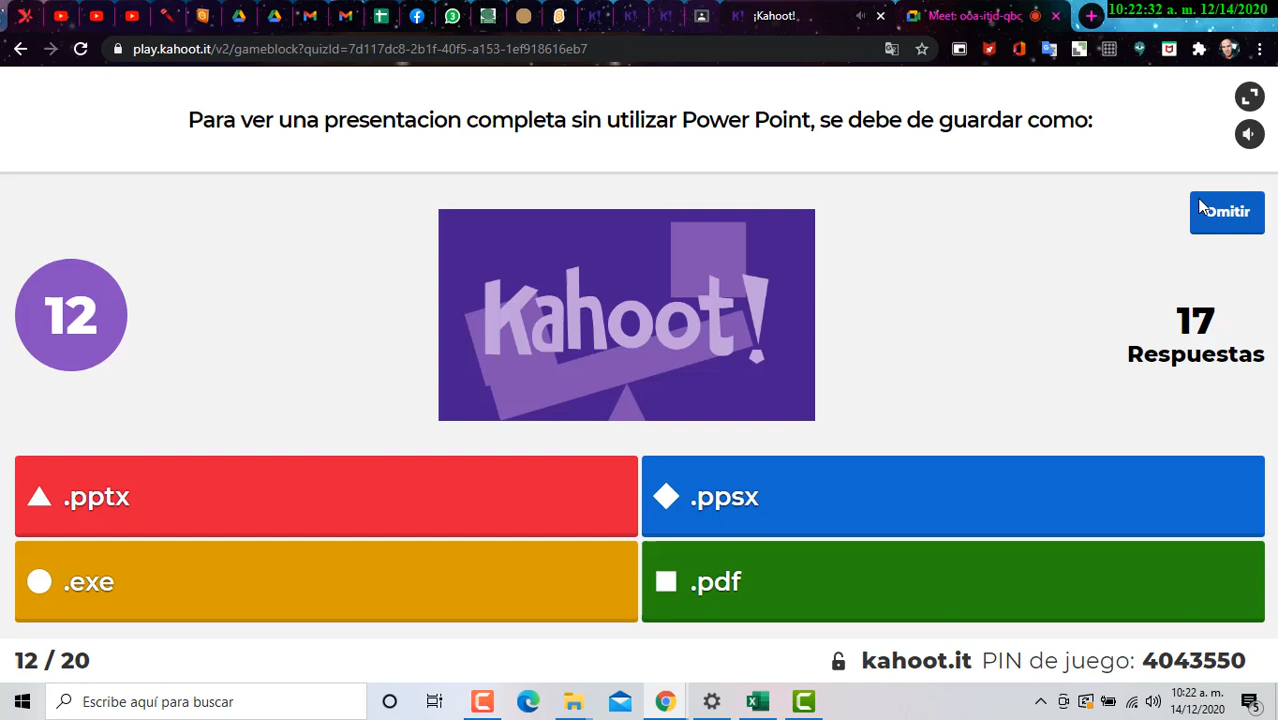 ¡Kahoot!
Meet: ooa-itjd-qbc
10:22:32 a. m. 12/14/2020
play.kahoot.it/v2/gameblock?quizId=7d117dc8-2b1f-40f5-a153-1ef918616eb7
Para ver una presentacion completa sin utilizar Power Point, se debe de guardar como:
Omitir
Kahoot!
12
17
Respuestas
.pptx
.ppsx
.exe
.pdf
12 / 20
kahoot.it PIN de juego: 4043550
Escribe aquí para buscar
10:22 a. m.
14/12/2020
5